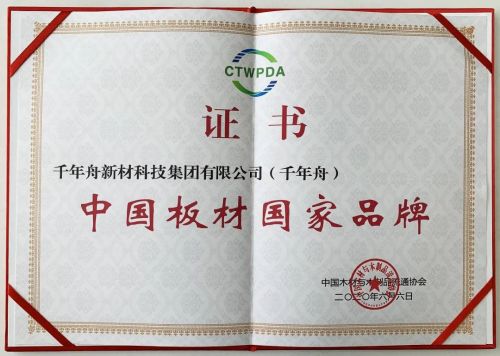 CTWPDA
证书
千年舟新材科技集团有限公司(千年舟)
中国板材国家品牌
中国木材与木制品流通协会
二〇二〇年六月六日